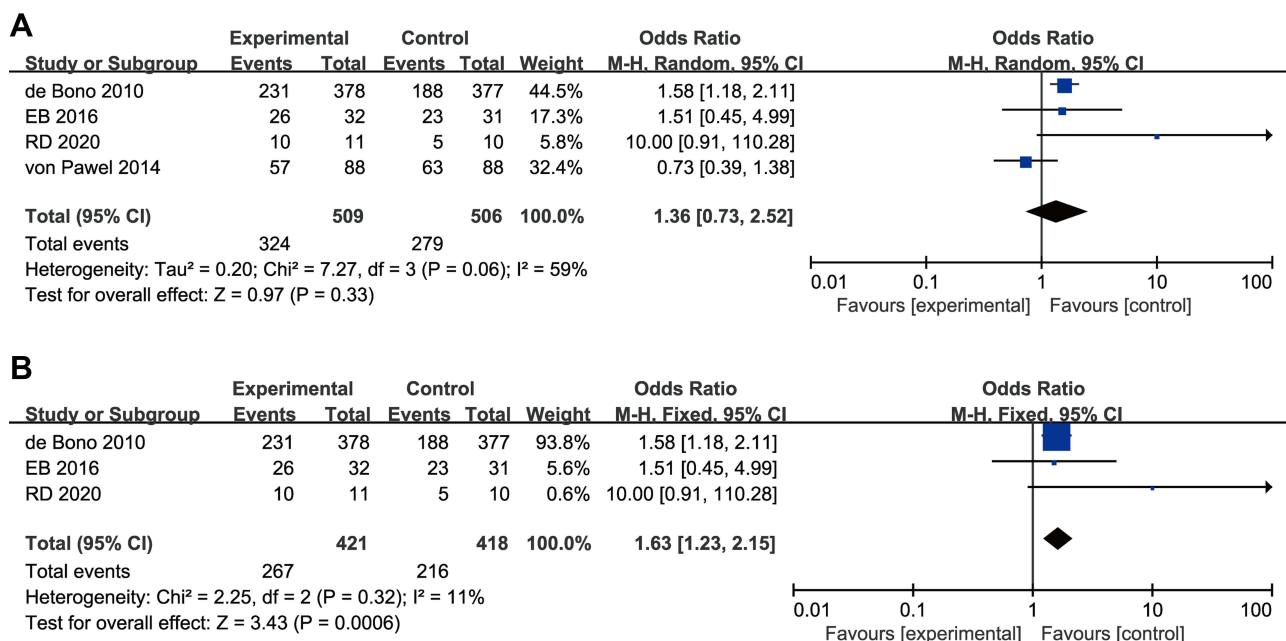 A
Experimental Control Odds Ratio Odds Ratio
Study or Subgroup Events Total Events Total Weight M-H, Random, 95% CI M-H, Random, 95% CI
de Bono 2010 231 378 188 377 44.5% 1.58 [1.18, 2.11]
EB 2016 26 32 23 31 17.3% 1.51 [0.45, 4.99]
RD 2020 10 11 5 10 5.8% 10.00 [0.91, 110.28]
von Pawel 2014 57 88 63 88 32.4% 0.73 [0.39, 1.38]
Total (95% CI) 509 506 100.0% 1.36 [0.73, 2.52]
Total events 324 279
Heterogeneity: Tau² = 0.20; Chi² = 7.27, df = 3 (P = 0.06); I² = 59%
Test for overall effect: Z = 0.97 (P = 0.33)
0.01 0.1 1 10 100
Favours [experimental] Favours [control]
B
Experimental Control Odds Ratio Odds Ratio
Study or Subgroup Events Total Events Total Weight M-H, Fixed, 95% CI M-H, Fixed, 95% CI
de Bono 2010 231 378 188 377 93.8% 1.58 [1.18, 2.11]
EB 2016 26 32 23 31 5.6% 1.51 [0.45, 4.99]
RD 2020 10 11 5 10 0.6% 10.00 [0.91, 110.28]
Total (95% CI) 421 418 100.0% 1.63 [1.23, 2.15]
Total events 267 216
Heterogeneity: Chi² = 2.25, df = 2 (P = 0.32); I² = 11%
Test for overall effect: Z = 3.43 (P = 0.0006)
0.01 0.1 1 10 100
Favours [experimental] Favours [control]